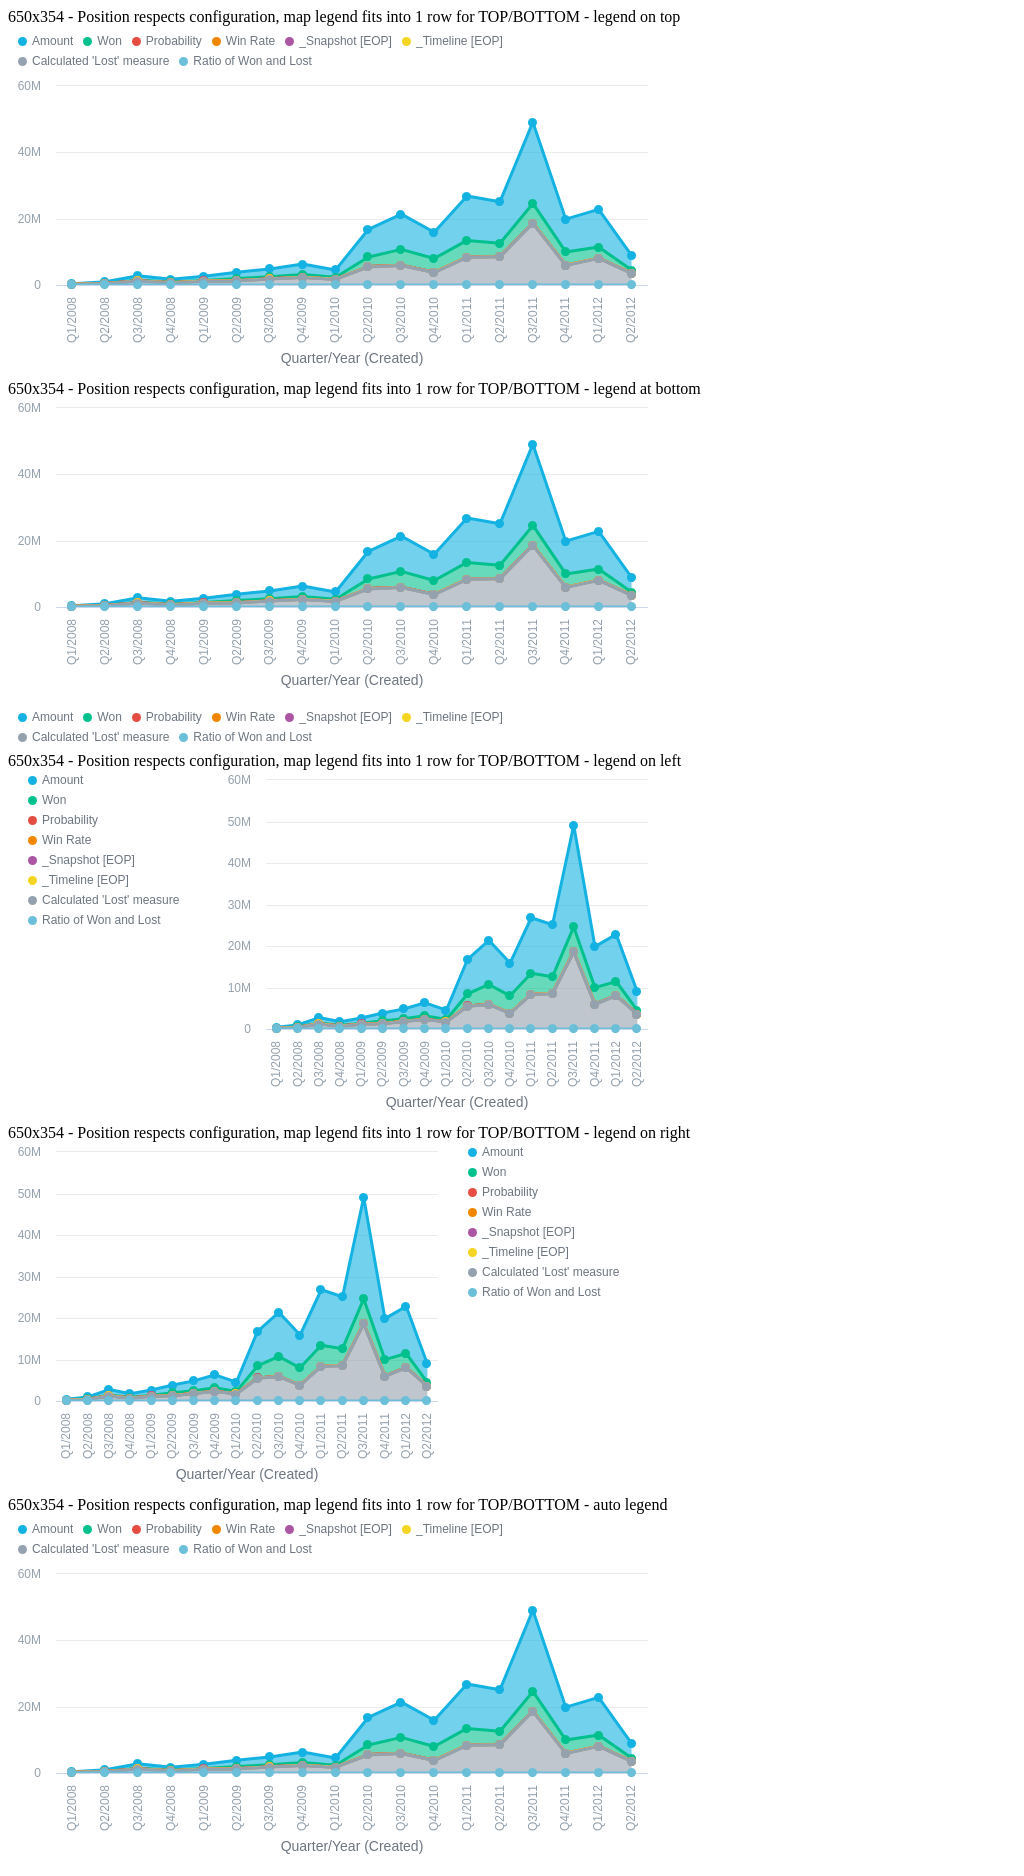 650x354 - Position respects configuration, map legend fits into 1 row for TOP/BOTTOM - legend on top
Amount Won Probability Win Rate _Snapshot [EOP] _Timeline [EOP]
Calculated 'Lost' measure Ratio of Won and Lost
60M
40M
20M
0
Q1/2008 Q2/2008 Q3/2008 Q4/2008 Q1/2009 Q2/2009 Q3/2009 Q4/2009 Q1/2010 Q2/2010 Q3/2010 Q4/2010 Q1/2011 Q2/2011 Q3/2011 Q4/2011 Q1/2012 Q2/2012
Quarter/Year (Created)
650x354 - Position respects configuration, map legend fits into 1 row for TOP/BOTTOM - legend at bottom
60M
40M
20M
0
Q1/2008 Q2/2008 Q3/2008 Q4/2008 Q1/2009 Q2/2009 Q3/2009 Q4/2009 Q1/2010 Q2/2010 Q3/2010 Q4/2010 Q1/2011 Q2/2011 Q3/2011 Q4/2011 Q1/2012 Q2/2012
Quarter/Year (Created)
Amount Won Probability Win Rate _Snapshot [EOP] _Timeline [EOP]
Calculated 'Lost' measure Ratio of Won and Lost
650x354 - Position respects configuration, map legend fits into 1 row for TOP/BOTTOM - legend on left
Amount
Won
Probability
Win Rate
_Snapshot [EOP]
_Timeline [EOP]
Calculated 'Lost' measure
Ratio of Won and Lost
60M
50M
40M
30M
20M
10M
0
Q1/2008 Q2/2008 Q3/2008 Q4/2008 Q1/2009 Q2/2009 Q3/2009 Q4/2009 Q1/2010 Q2/2010 Q3/2010 Q4/2010 Q1/2011 Q2/2011 Q3/2011 Q4/2011 Q1/2012 Q2/2012
Quarter/Year (Created)
650x354 - Position respects configuration, map legend fits into 1 row for TOP/BOTTOM - legend on right
60M
50M
40M
30M
20M
10M
0
Q1/2008 Q2/2008 Q3/2008 Q4/2008 Q1/2009 Q2/2009 Q3/2009 Q4/2009 Q1/2010 Q2/2010 Q3/2010 Q4/2010 Q1/2011 Q2/2011 Q3/2011 Q4/2011 Q1/2012 Q2/2012
Quarter/Year (Created)
Amount
Won
Probability
Win Rate
_Snapshot [EOP]
_Timeline [EOP]
Calculated 'Lost' measure
Ratio of Won and Lost
650x354 - Position respects configuration, map legend fits into 1 row for TOP/BOTTOM - auto legend
Amount Won Probability Win Rate _Snapshot [EOP] _Timeline [EOP]
Calculated 'Lost' measure Ratio of Won and Lost
60M
40M
20M
0
Q1/2008 Q2/2008 Q3/2008 Q4/2008 Q1/2009 Q2/2009 Q3/2009 Q4/2009 Q1/2010 Q2/2010 Q3/2010 Q4/2010 Q1/2011 Q2/2011 Q3/2011 Q4/2011 Q1/2012 Q2/2012
Quarter/Year (Created)